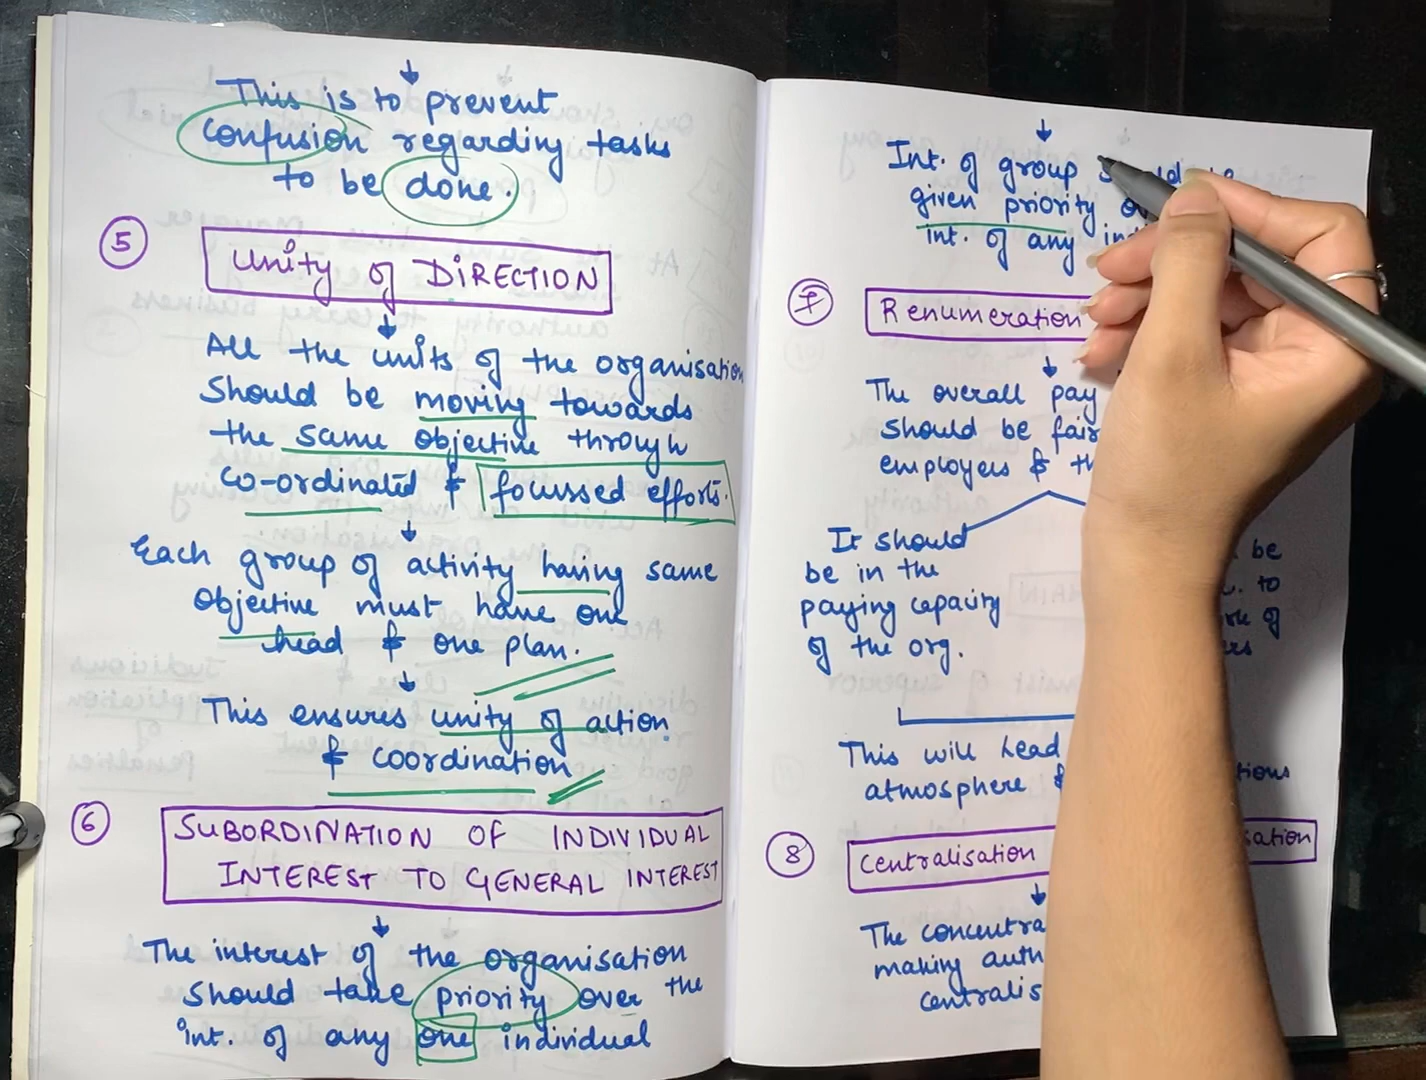 This is to prevent
confusion regarding tasks
to be done.
5
Unity of DIRECTION
All the units of the organisation
should be moving towards
the same objective through
co-ordinated & focussed efforts.
Each group of activity having same
objective must have one
head & one plan.
This ensures unity of action
& coordination
6
SUBORDINATION OF INDIVIDUAL
INTEREST TO GENERAL INTEREST
The interest of the organisation
should take priority over the
int. of any one individual
Int. of group
given priority
int. of any
7
Renumeration
The overall pay
should be fair
employers &
It should
be in the
paying capacity
of the org.
be
to
of
This will lead
atmosphere
8
Centralisation
The
making